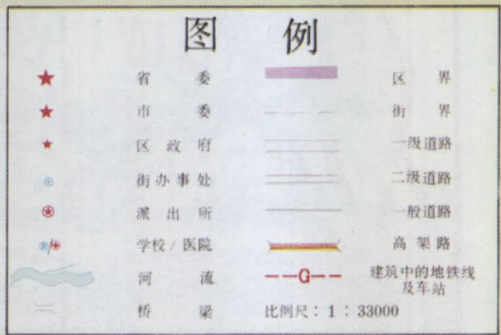 图 例
省 委 区 界
市 委 街 界
区 政 府 一级道路
街 办 事 处 二级道路
派 出 所 一般道路
学校 / 医院 高 架 路
河 流 G 建筑中的地铁线
及车站
桥 梁 比例尺：1：33000